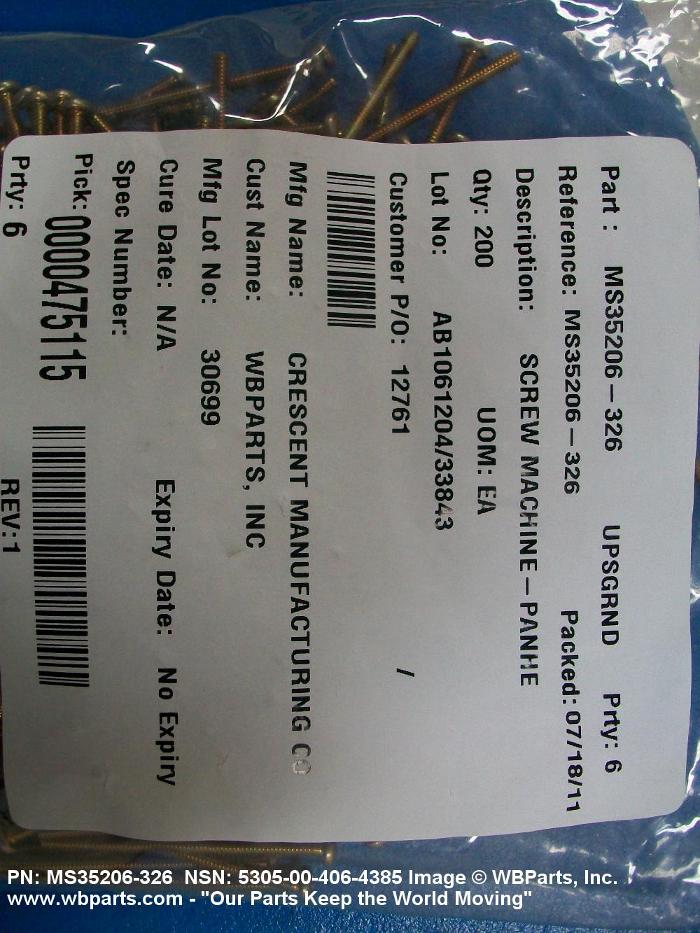 Part : MS35206-326 UPSGRND Prty: 6
Reference: MS35206-326 Packed: 07/18/11
Description: SCREW MACHINE-PANHE
Qty: 200 UOM: EA
Lot No: AB1061204/33843
Customer P/O: 12761 /
Mfg Name: CRESCENT MANUFACTURING CO
Cust Name: WBPARTS, INC
Mfg Lot No: 30699
Cure Date: N/A Expiry Date: No Expiry
Spec Number:
Pick: 0000475115
Prty: 6 REV:1
PN: MS35206-326 NSN: 5305-00-406-4385 Image © WBParts, Inc.
www.wbparts.com - "Our Parts Keep the World Moving"